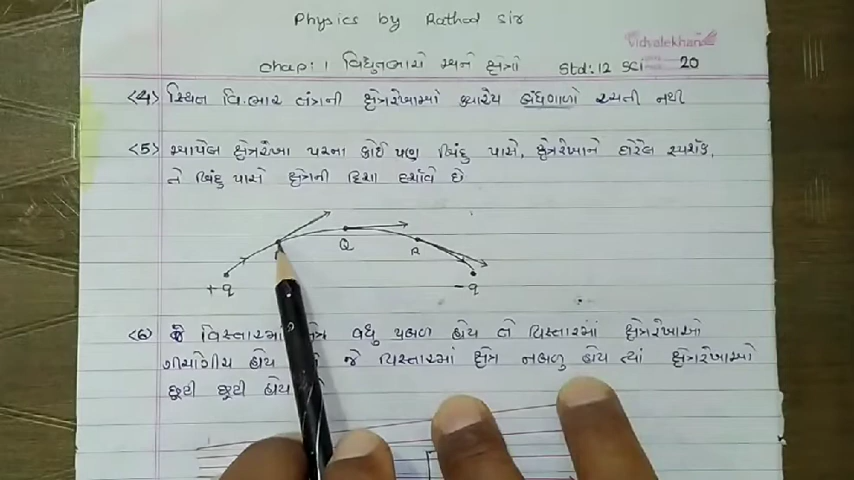 Physics by Rathod Sir
Vidyalekhan
chap:1 વિદ્યુતભારો અને ક્ષેત્રો Std:12 sci 20
<4> સ્થિત વિ.ભાર તંત્રની ક્ષેત્રરેખાઓ ક્યારેય બંધગાળો રચતી નથી
<5> આપેલ ક્ષેત્રરેખા પરના કોઈ પણ બિંદુ પાસે, ક્ષેત્રરેખાને દોરેલ સ્પર્શક,
તે બિંદુ પાસે ક્ષેત્રની દિશા દર્શાવે છે
Q
R
+q
-q
<6> જે વિસ્તારમાં ક્ષેત્ર વધુ પ્રબળ હોય તે વિસ્તારમાં ક્ષેત્રરેખાઓ
ગીચોગીચ હોય જે વિસ્તારમાં ક્ષેત્ર નબળુ હોય ત્યાં ક્ષેત્રરેખાઓ
છૂટી છૂટી હોય